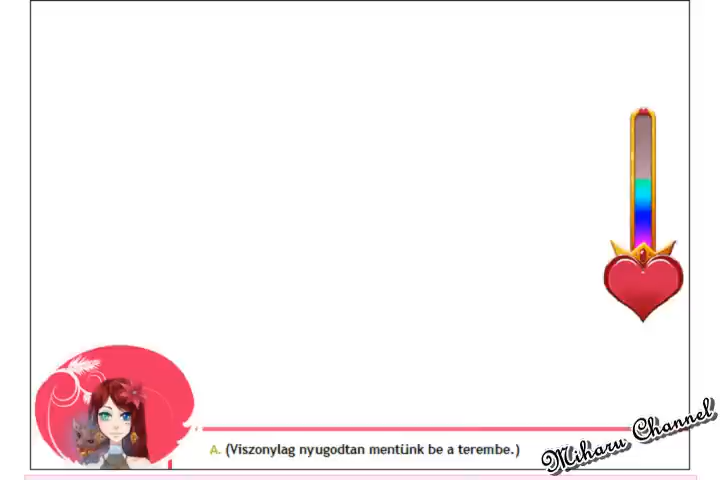 A. (Viszonylag nyugodtan mentünk be a terembe.)
Miharu Channel